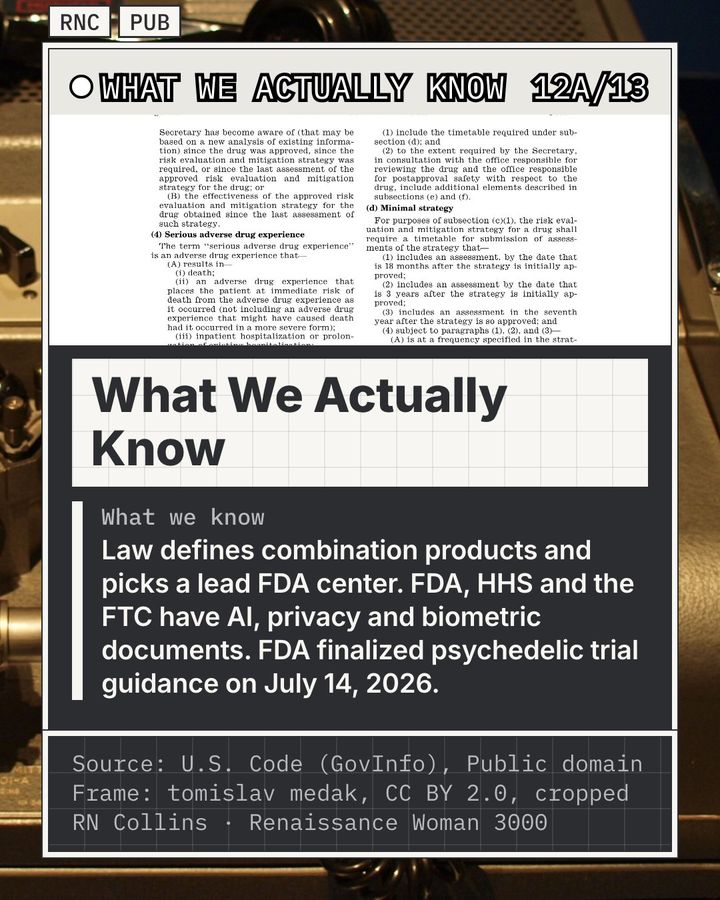 RNC PUB
WHAT WE ACTUALLY KNOW 12A/13
Secretary has become aware of (that may be
based on a new analysis of existing informa-
tion) since the drug was approved, since the
risk evaluation and mitigation strategy was
required, or since the last assessment of the
approved risk evaluation and mitigation
strategy for the drug; or
(B) the effectiveness of the approved risk
evaluation and mitigation strategy for the
drug obtained since the last assessment of
such strategy.
(4) Serious adverse drug experience
The term "serious adverse drug experience"
is an adverse drug experience that—
(A) results in—
(i) death;
(ii) an adverse drug experience that
places the patient at immediate risk of
death from the adverse drug experience as
it occurred (not including an adverse drug
experience that might have caused death
had it occurred in a more severe form);
(iii) inpatient hospitalization or prolon-
gation of existing hospitalization;
(1) include the timetable required under sub-
section (d); and
(2) to the extent required by the Secretary,
in consultation with the office responsible for
reviewing the drug and the office responsible
for postapproval safety with respect to the
drug, include additional elements described in
subsections (e) and (f).
(d) Minimal strategy
For purposes of subsection (c)(1), the risk eval-
uation and mitigation strategy for a drug shall
require a timetable for submission of assess-
ments of the strategy that—
(1) includes an assessment, by the date that
is 18 months after the strategy is initially ap-
proved;
(2) includes an assessment by the date that
is 3 years after the strategy is initially ap-
proved;
(3) includes an assessment in the seventh
year after the strategy is so approved; and
(4) subject to paragraphs (1), (2), and (3)—
(A) is at a frequency specified in the strat-
What We Actually
Know
What we know
Law defines combination products and
picks a lead FDA center. FDA, HHS and the
FTC have AI, privacy and biometric
documents. FDA finalized psychedelic trial
guidance on July 14, 2026.
Source: U.S. Code (GovInfo), Public domain
Frame: tomislav medak, CC BY 2.0, cropped
RN Collins · Renaissance Woman 3000